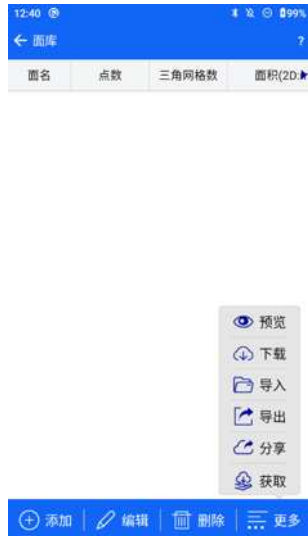 12:40 99%
面库 ?
面名 点数 三角网格数 面积(2D:
预览
下载
导入
导出
分享
获取
添加 编辑 删除 更多